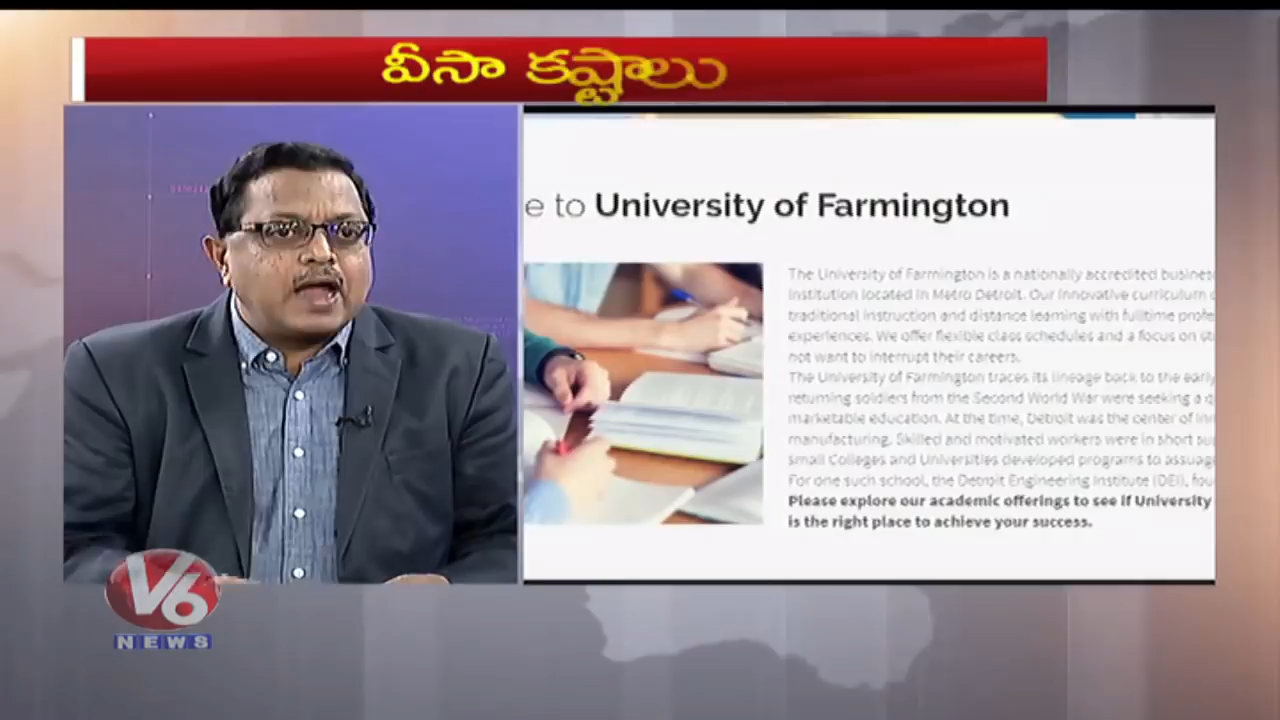 వీసా కష్టాలు
e to University of Farmington
The University of Farmington is a nationally accredited
institution located in Metro Detroit. Our innovative curriculum
traditional instruction and distance learning with fulltime
experiences. We offer flexible class schedules and a focus on
not want to interrupt their careers.
The University of Farmington traces its lineage back to the early
returning soldiers from the Second World War were seeking a
marketable education. At the time, Detroit was the center of
manufacturing. Skilled and motivated workers were in short
small Colleges and Universities developed programs to
For one such school, the Detroit Engineering Institute (DEI),
Please explore our academic offerings to see if University
is the right place to achieve your success.
V6
NEWS